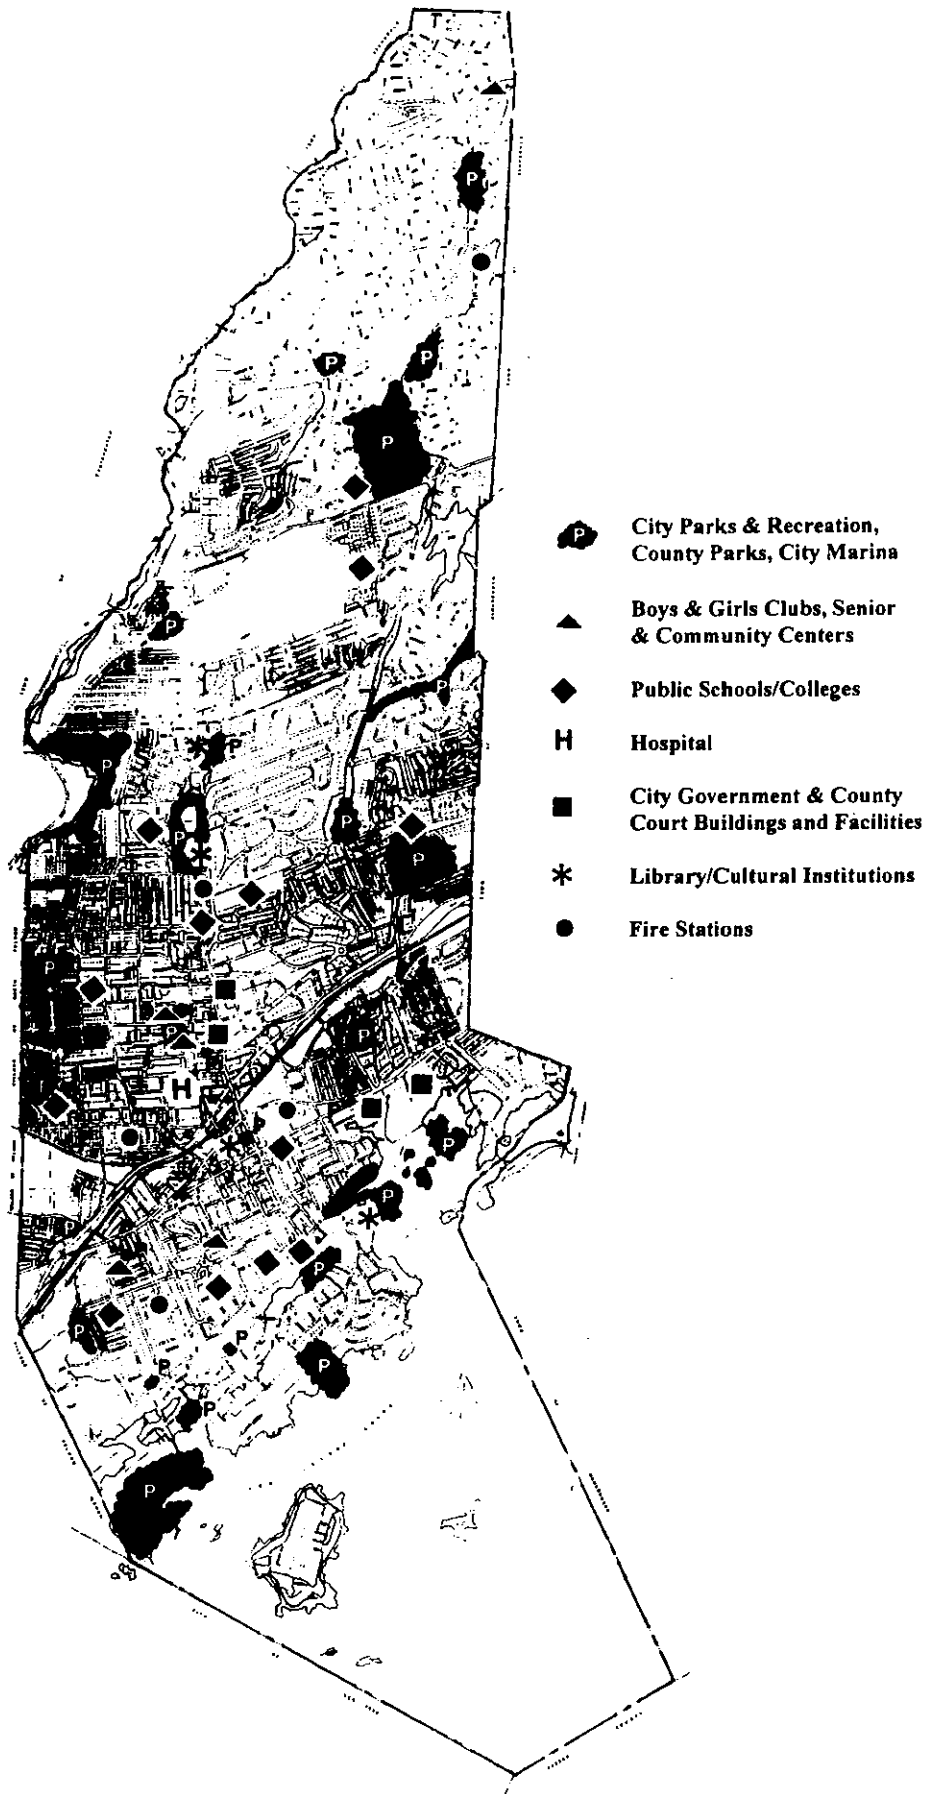 P
P
P
P
P
P
P
P
P
P
P
P
P
P
H
P
P
P
P
P
P
P
P
P
P
P
P
City Parks & Recreation,
County Parks, City Marina
Boys & Girls Clubs, Senior
& Community Centers
Public Schools/Colleges
H
Hospital
City Government & County
Court Buildings and Facilities
Library/Cultural Institutions
Fire Stations